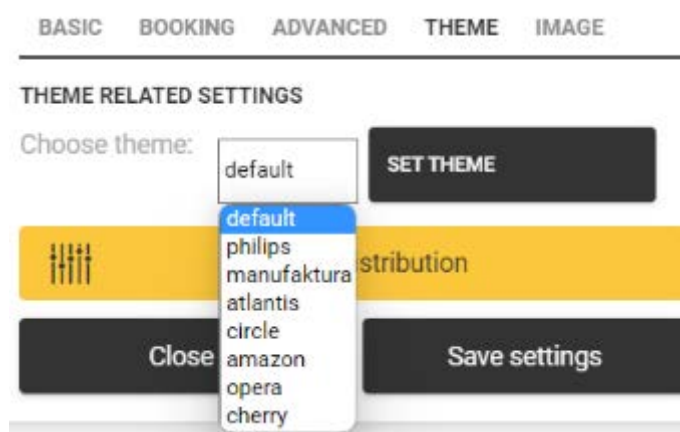 BASIC BOOKING ADVANCED THEME IMAGE
THEME RELATED SETTINGS
Choose theme: default SET THEME
default
philips
manufaktura stribution
atlantis
circle
Close amazon Save settings
opera
cherry